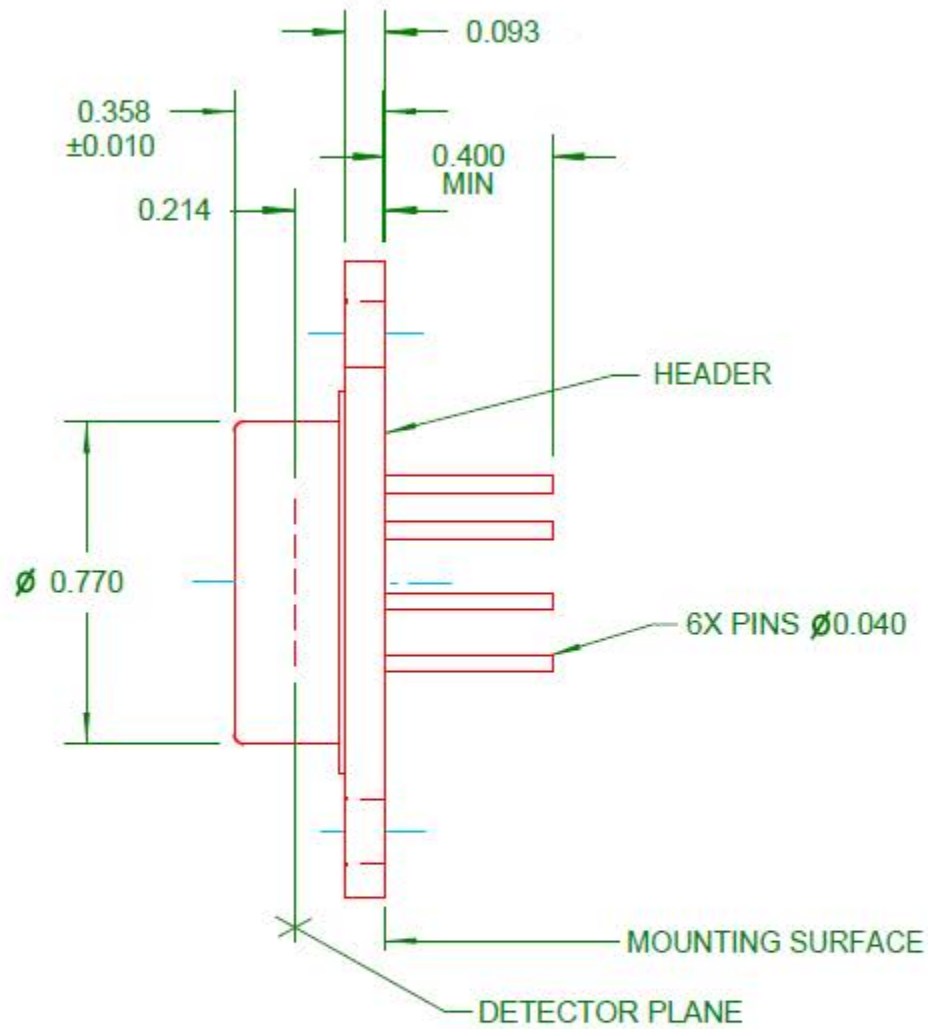 0.093
0.358
±0.010
0.400
MIN
0.214
HEADER
Ø 0.770
6X PINS Ø0.040
MOUNTING SURFACE
DETECTOR PLANE